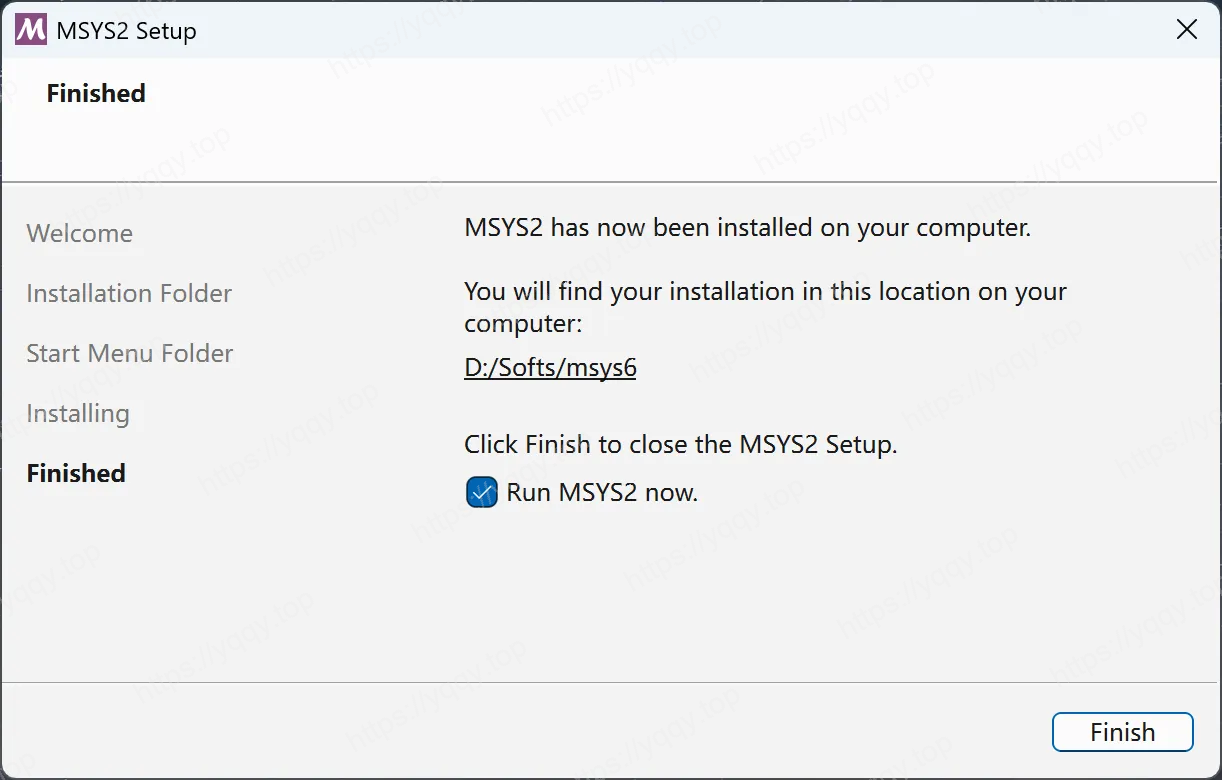 MSYS2 Setup
Finished
Welcome
Installation Folder
Start Menu Folder
Installing
Finished
MSYS2 has now been installed on your computer.
You will find your installation in this location on your
computer:
D:/Softs/msys6
Click Finish to close the MSYS2 Setup.
Run MSYS2 now.
Finish
https://yqqy.top